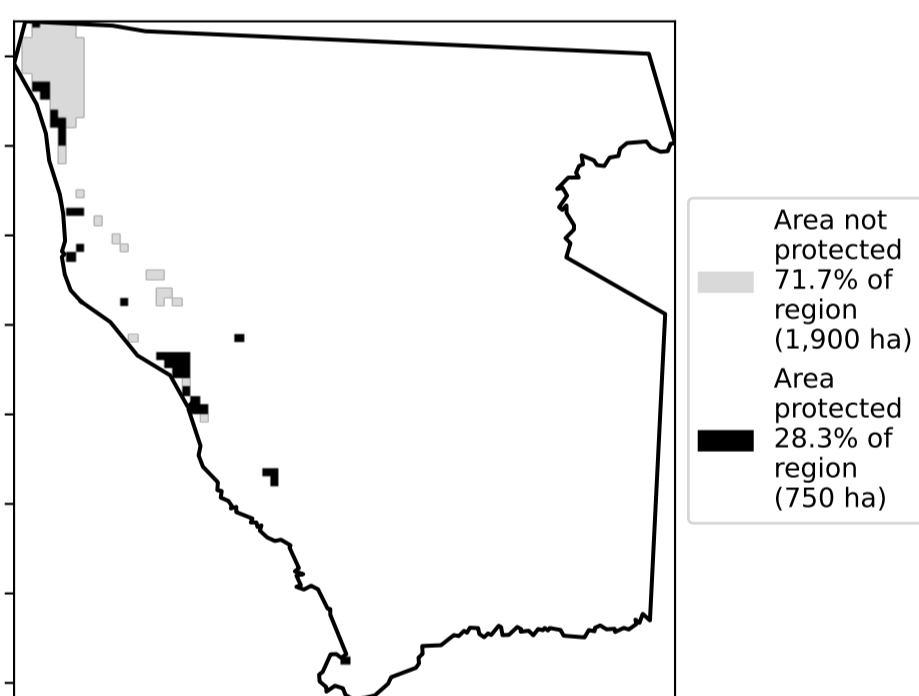 Area not
protected
71.7% of
region
(1,900 ha)
Area
protected
28.3% of
region
(750 ha)